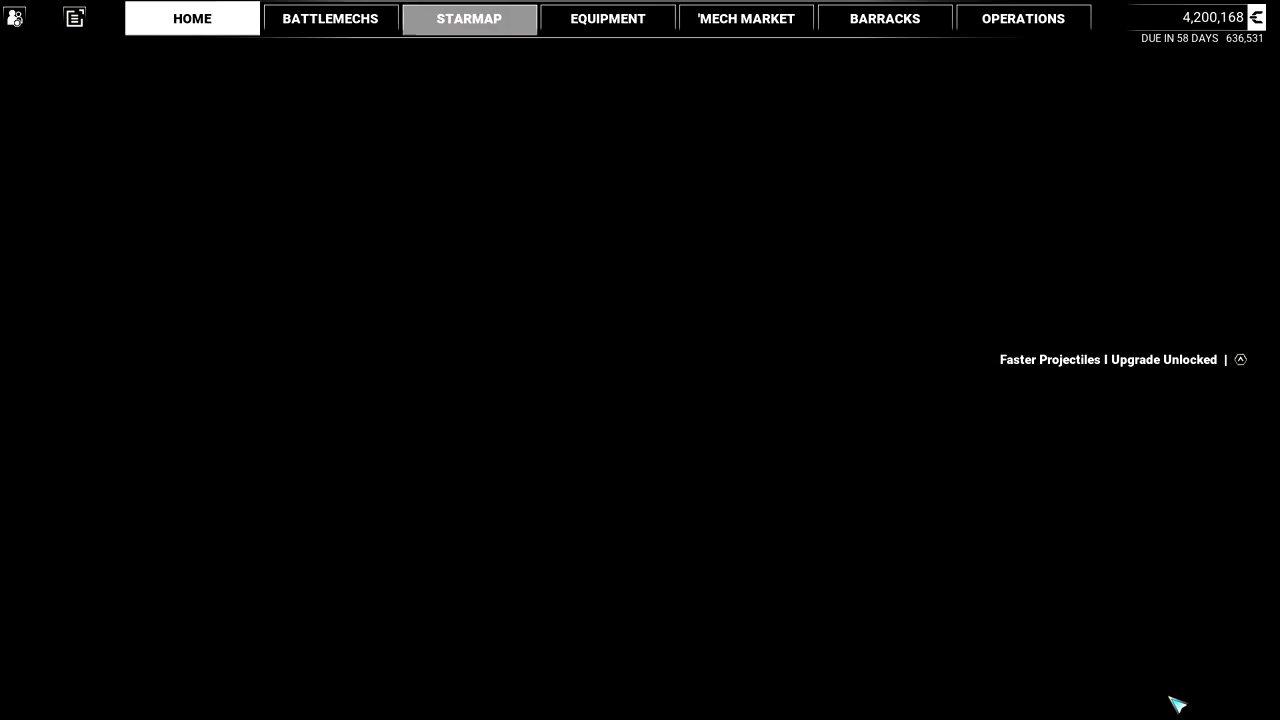 HOME
BATTLEMECHS
STARMAP
EQUIPMENT
'MECH MARKET
BARRACKS
OPERATIONS
4,200,168
DUE IN 58 DAYS 636,531
Faster Projectiles I Upgrade Unlocked |